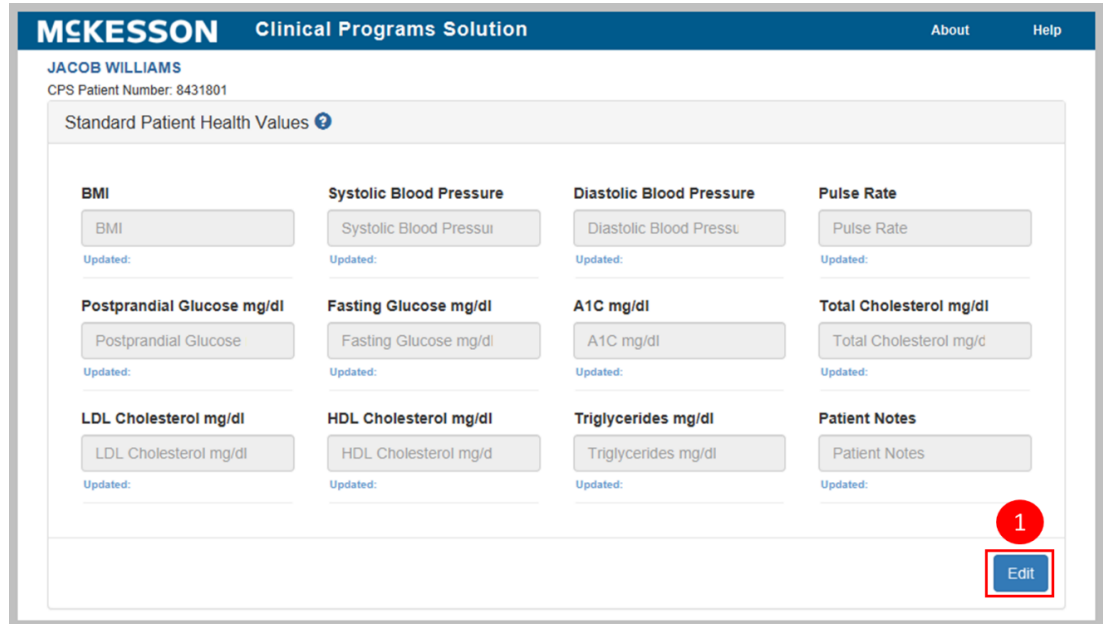 MCKESSON Clinical Programs Solution About Help
JACOB WILLIAMS
CPS Patient Number: 8431801
Standard Patient Health Values ?
BMI Systolic Blood Pressure Diastolic Blood Pressure Pulse Rate
BMI Systolic Blood Pressur Diastolic Blood Pressu Pulse Rate
Updated: Updated: Updated: Updated:
Postprandial Glucose mg/dl Fasting Glucose mg/dl A1C mg/dl Total Cholesterol mg/dl
Postprandial Glucose Fasting Glucose mg/dl A1C mg/dl Total Cholesterol mg/d
Updated: Updated: Updated: Updated:
LDL Cholesterol mg/dl HDL Cholesterol mg/dl Triglycerides mg/dl Patient Notes
LDL Cholesterol mg/dl HDL Cholesterol mg/d Triglycerides mg/dl Patient Notes
Updated: Updated: Updated: Updated:
1
Edit